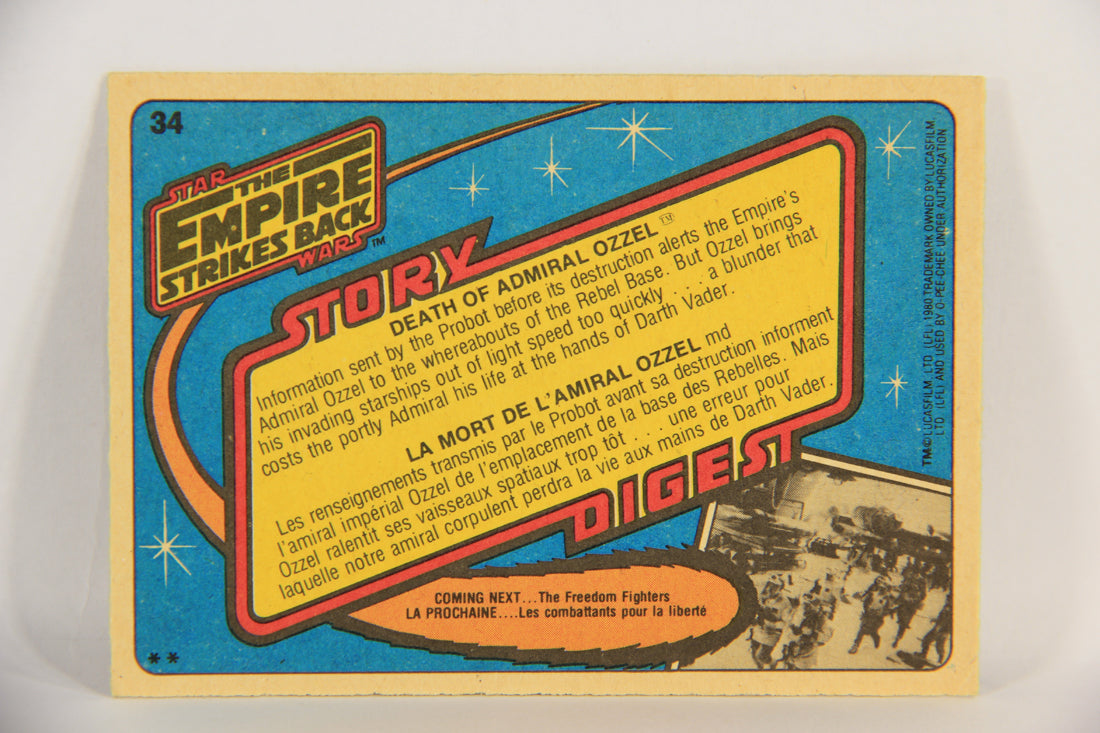 34
STAR
THE
EMPIRE
STRIKES BACK
WARS™
STORY
DEATH OF ADMIRAL OZZEL™
Information sent by the Probot before its destruction alerts the Empire's
Admiral Ozzel to the whereabouts of the Rebel Base. But Ozzel brings
his invading starships out of light speed too quickly . . . a blunder that
costs the portly Admiral his life at the hands of Darth Vader.
LA MORT DE L'AMIRAL OZZEL md
Les renseignements transmis par le Probot avant sa destruction informent
l'amiral impérial Ozzel de l'emplacement de la base des Rebelles. Mais
Ozzel ralentit ses vaisseaux spatiaux trop tôt . . . une erreur pour
laquelle notre amiral corpulent perdra la vie aux mains de Darth Vader.
DIGEST
COMING NEXT...The Freedom Fighters
LA PROCHAINE....Les combattants pour la liberté
**
TM:© LUCASFILM, LTD. (LFL) 1980 TRADEMARK OWNED BY LUCASFILM,
LTD (LFL) AND USED BY O-PEE-CHEE UNDER AUTHORIZATION